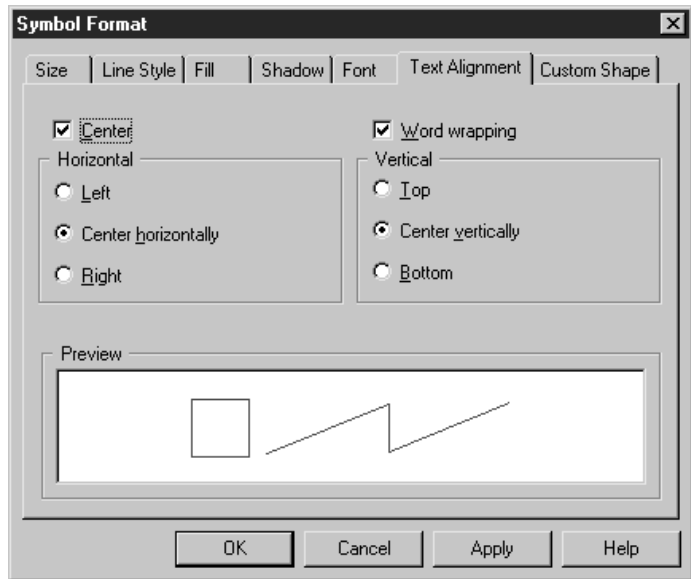 Symbol Format
Size Line Style Fill Shadow Font Text Alignment Custom Shape
Center Word wrapping
Horizontal Vertical
Left Top
Center horizontally Center vertically
Right Bottom
Preview
OK Cancel Apply Help